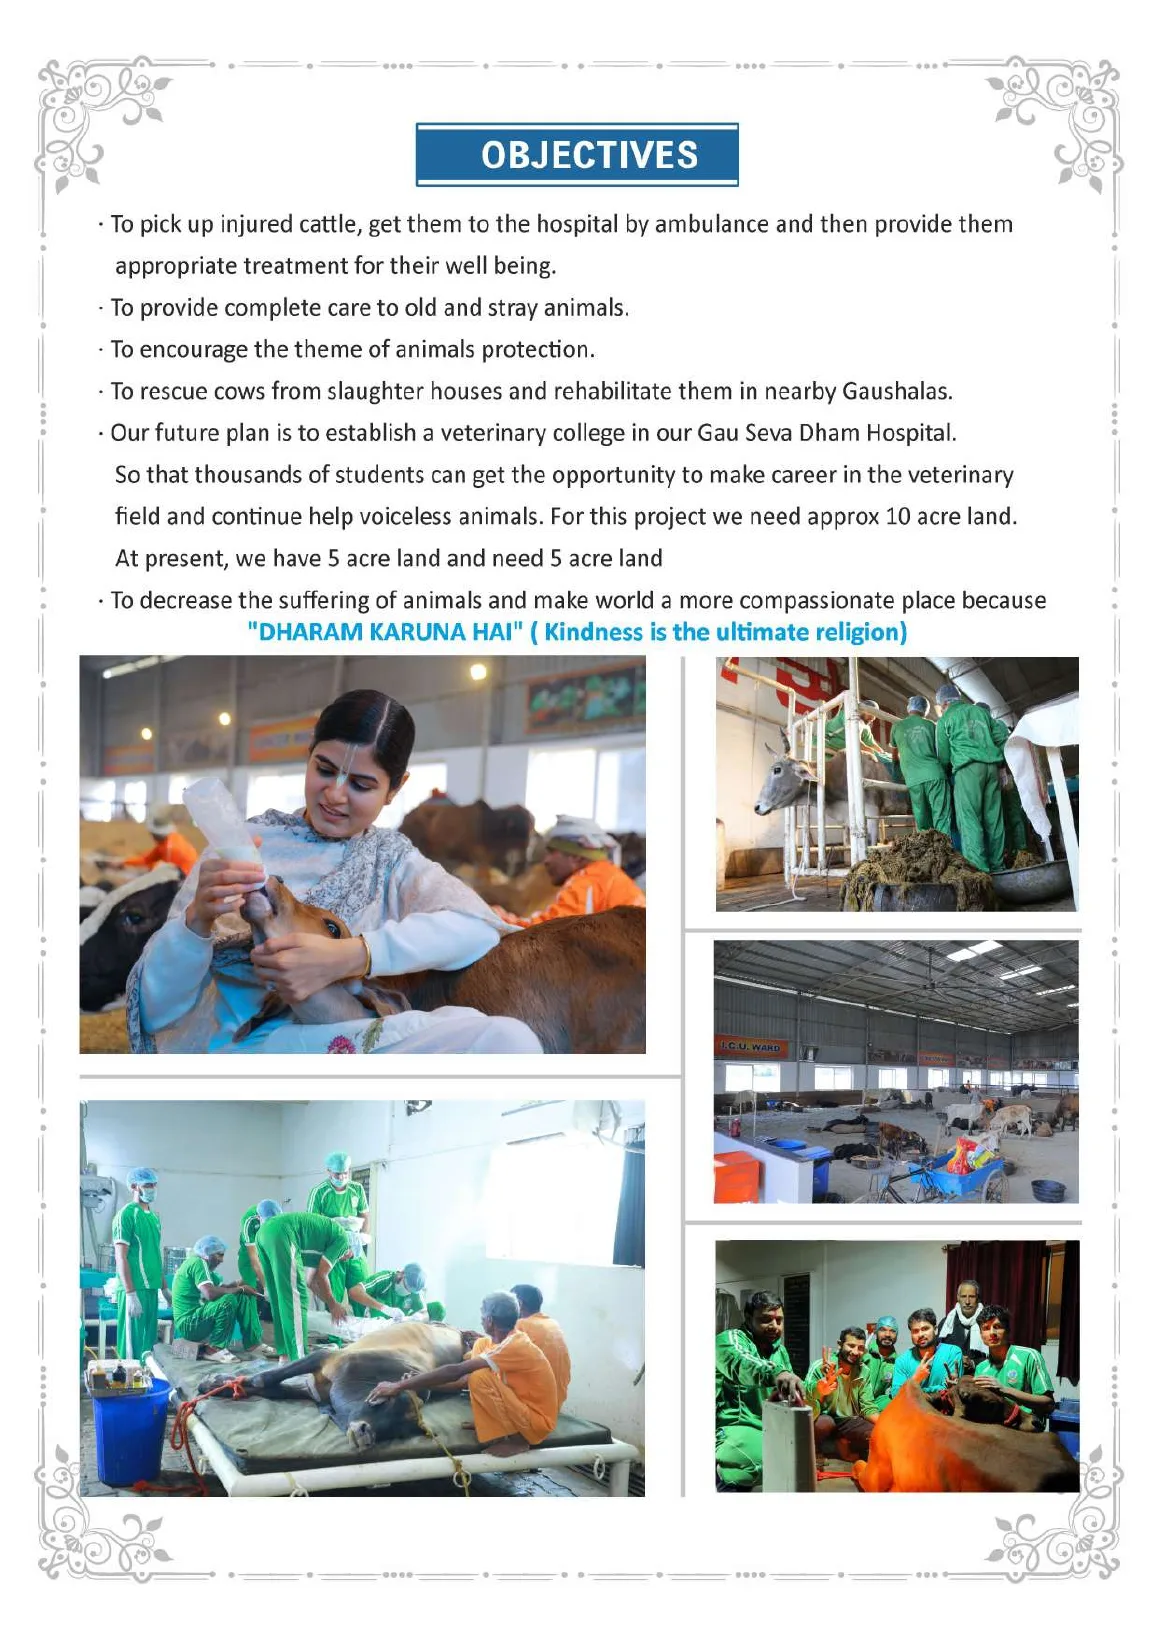 OBJECTIVES
· To pick up injured cattle, get them to the hospital by ambulance and then provide them
appropriate treatment for their well being.
· To provide complete care to old and stray animals.
· To encourage the theme of animals protection.
· To rescue cows from slaughter houses and rehabilitate them in nearby Gaushalas.
· Our future plan is to establish a veterinary college in our Gau Seva Dham Hospital.
So that thousands of students can get the opportunity to make career in the veterinary
field and continue help voiceless animals. For this project we need approx 10 acre land.
At present, we have 5 acre land and need 5 acre land
· To decrease the suffering of animals and make world a more compassionate place because
"DHARAM KARUNA HAI" ( Kindness is the ultimate religion)
I.C.U. WARD